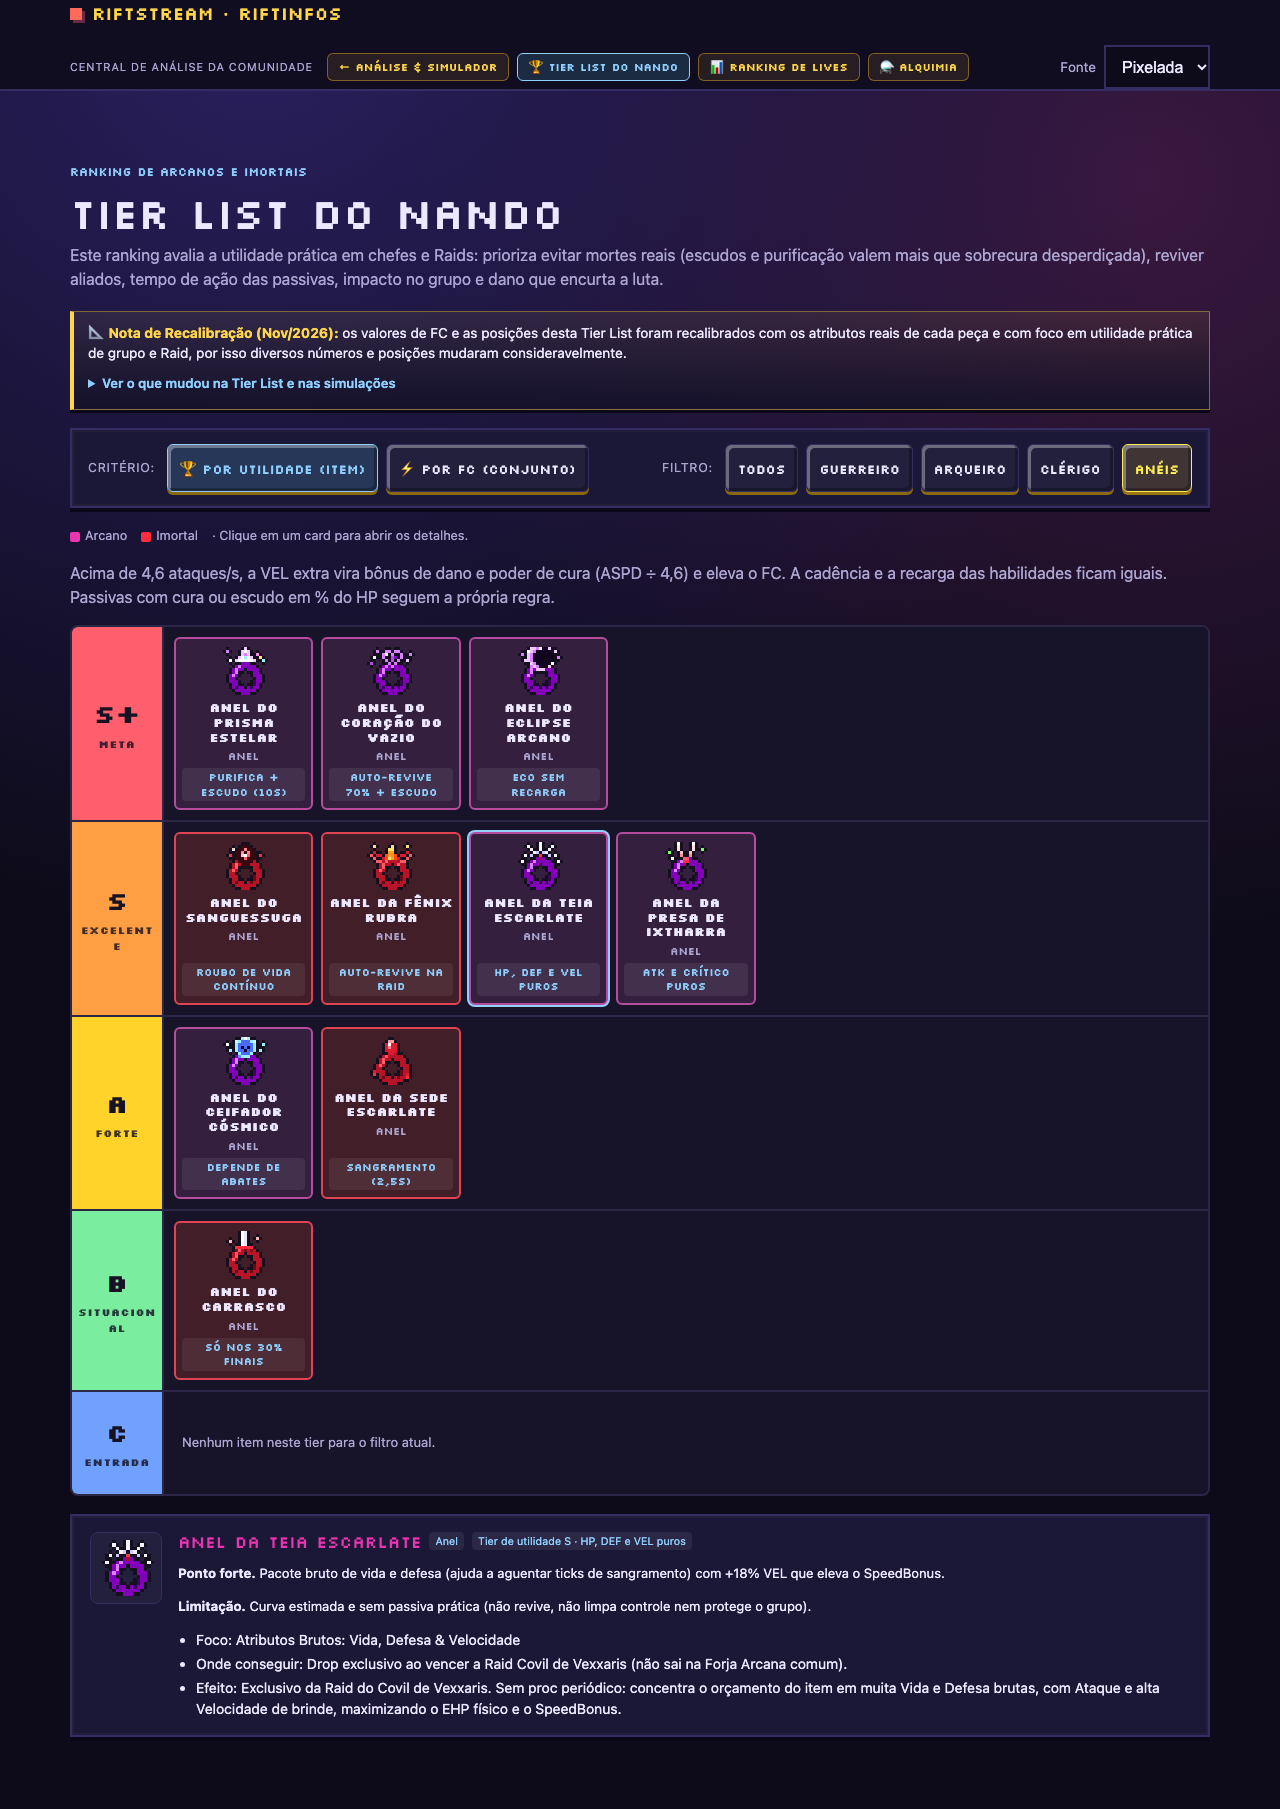 RIFTSTREAM · RIFTINFOS
CENTRAL DE ANÁLISE DA COMUNIDADE
← ANÁLISE & SIMULADOR
🏆 TIER LIST DO NANDO
📊 RANKING DE LIVES
ALQUIMIA
Fonte
Pixelada
RANKING DE ARCANOS E IMORTAIS
TIER LIST DO NANDO
Este ranking avalia a utilidade prática em chefes e Raids: prioriza evitar mortes reais (escudos e purificação valem mais que sobrecura desperdiçada), reviver
aliados, tempo de ação das passivas, impacto no grupo e dano que encurta a luta.
📐 Nota de Recalibração (Nov/2026): os valores de FC e as posições desta Tier List foram recalibrados com os atributos reais de cada peça e com foco em utilidade prática
de grupo e Raid, por isso diversos números e posições mudaram consideravelmente.
▶ Ver o que mudou na Tier List e nas simulações
CRITÉRIO:
🏆 POR UTILIDADE (ITEM)
⚡ POR FC (CONJUNTO)
FILTRO:
TODOS
GUERREIRO
ARQUEIRO
CLÉRIGO
ANÉIS
Arcano
Imortal
· Clique em um card para abrir os detalhes.
Acima de 4,6 ataques/s, a VEL extra vira bônus de dano e poder de cura (ASPD ÷ 4,6) e eleva o FC. A cadência e a recarga das habilidades ficam iguais.
Passivas com cura ou escudo em % do HP seguem a própria regra.
S+
META
ANEL DO
PRISMA
ESTELAR
ANEL
PURIFICA +
ESCUDO (10S)
ANEL DO
CORAÇÃO DO
VAZIO
ANEL
AUTO-REVIVE
70% + ESCUDO
ANEL DO
ECLIPSE
ARCANO
ANEL
ECO SEM
RECARGA
S
EXCELENT
E
ANEL DO
SANGUESSUGA
ANEL
ROUBO DE VIDA
CONTÍNUO
ANEL DA FÊNIX
RUBRA
ANEL
AUTO-REVIVE NA
RAID
ANEL DA TEIA
ESCARLATE
ANEL
HP, DEF E VEL
PUROS
ANEL DA
PRESA DE
IXTHARRA
ANEL
ATK E CRÍTICO
PUROS
A
FORTE
ANEL DO
CEIFADOR
CÓSMICO
ANEL
DEPENDE DE
ABATES
ANEL DA SEDE
ESCARLATE
ANEL
SANGRAMENTO
(2,5S)
B
SITUACION
AL
ANEL DO
CARRASCO
ANEL
SÓ NOS 30%
FINAIS
C
ENTRADA
Nenhum item neste tier para o filtro atual.
ANEL DA TEIA ESCARLATE
Anel
Tier de utilidade S · HP, DEF e VEL puros
Ponto forte. Pacote bruto de vida e defesa (ajuda a aguentar ticks de sangramento) com +18% VEL que eleva o SpeedBonus.
Limitação. Curva estimada e sem passiva prática (não revive, não limpa controle nem protege o grupo).
• Foco: Atributos Brutos: Vida, Defesa & Velocidade
• Onde conseguir: Drop exclusivo ao vencer a Raid Covil de Vexxaris (não sai na Forja Arcana comum).
• Efeito: Exclusivo da Raid do Covil de Vexxaris. Sem proc periódico: concentra o orçamento do item em muita Vida e Defesa brutas, com Ataque e alta
Velocidade de brinde, maximizando o EHP físico e o SpeedBonus.